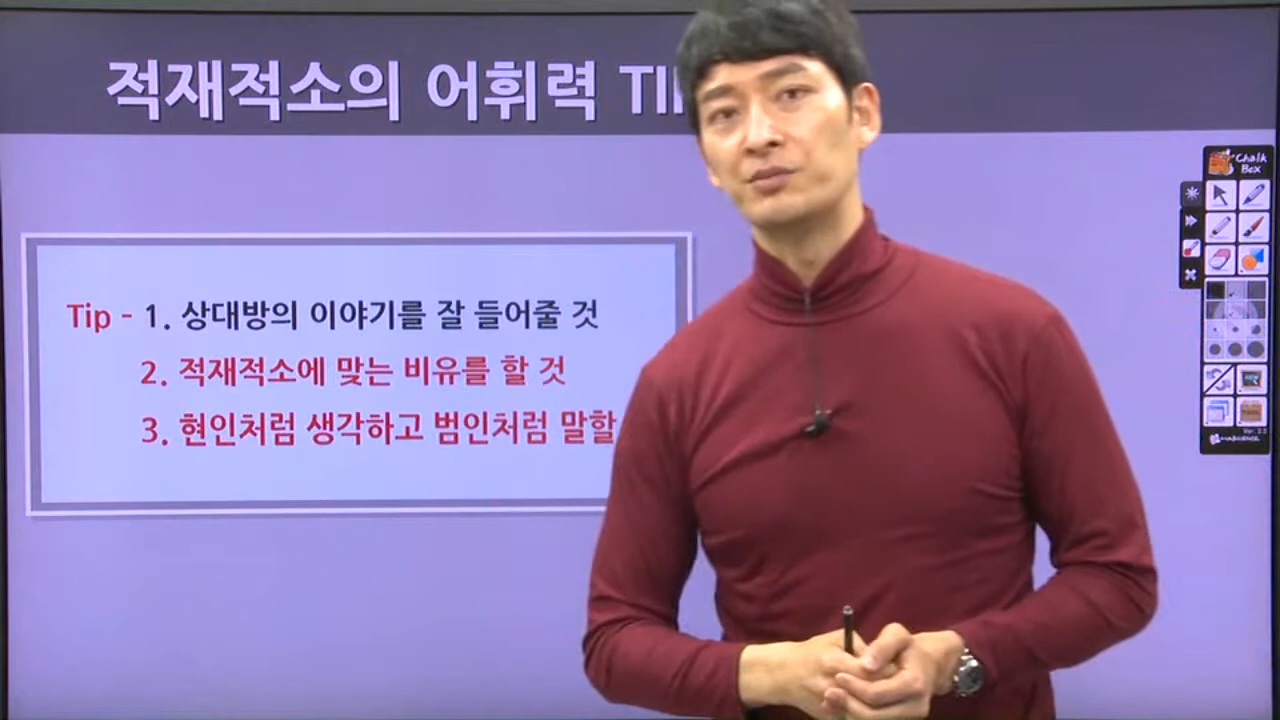 적재적소의 어휘력
Tip - 1. 상대방의 이야기를 잘 들어줄 것
2. 적재적소에 맞는 비유를 할 것
3. 현인처럼 생각하고 범인처럼 말할
Chalk
Box